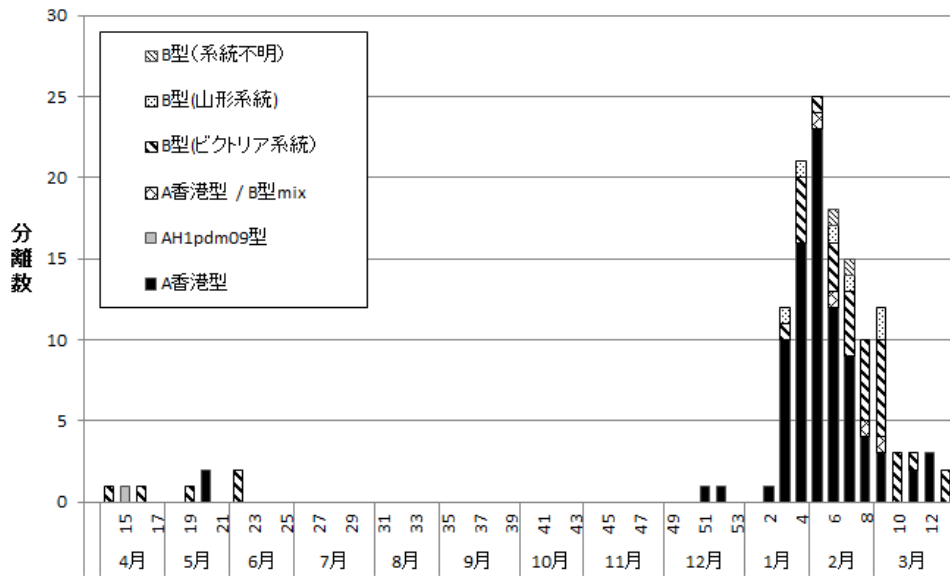 30
25
20
15
10
5
0
分離数
B型(系統不明)
B型(山形系統)
B型(ビクトリア系統)
A香港型 / B型mix
AH1pdm09型
A香港型
15 17 19 21 23 25 27 29 31 33 35 37 39 41 43 45 47 49 51 53 2 4 6 8 10 12
4月 5月 6月 7月 8月 9月 10月 11月 12月 1月 2月 3月